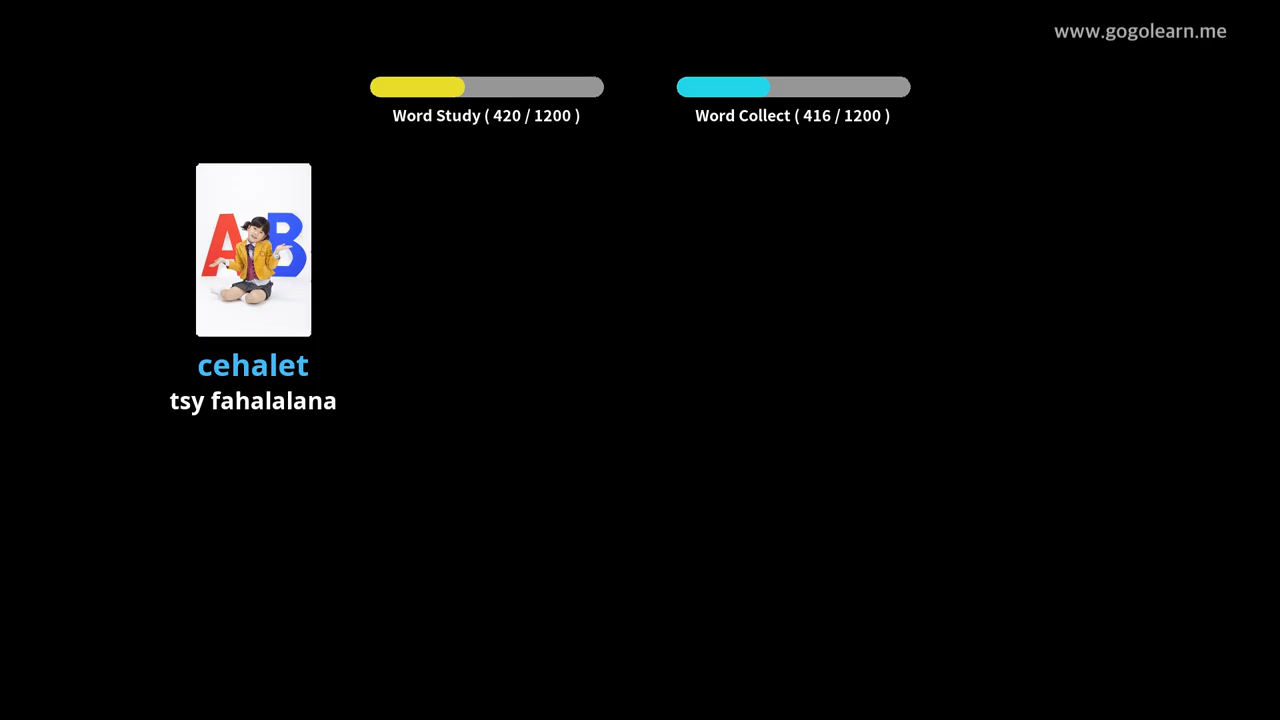 www.gogolearn.me
Word Study ( 420 / 1200 )
Word Collect ( 416 / 1200 )
A B
cehalet
tsy fahalalana